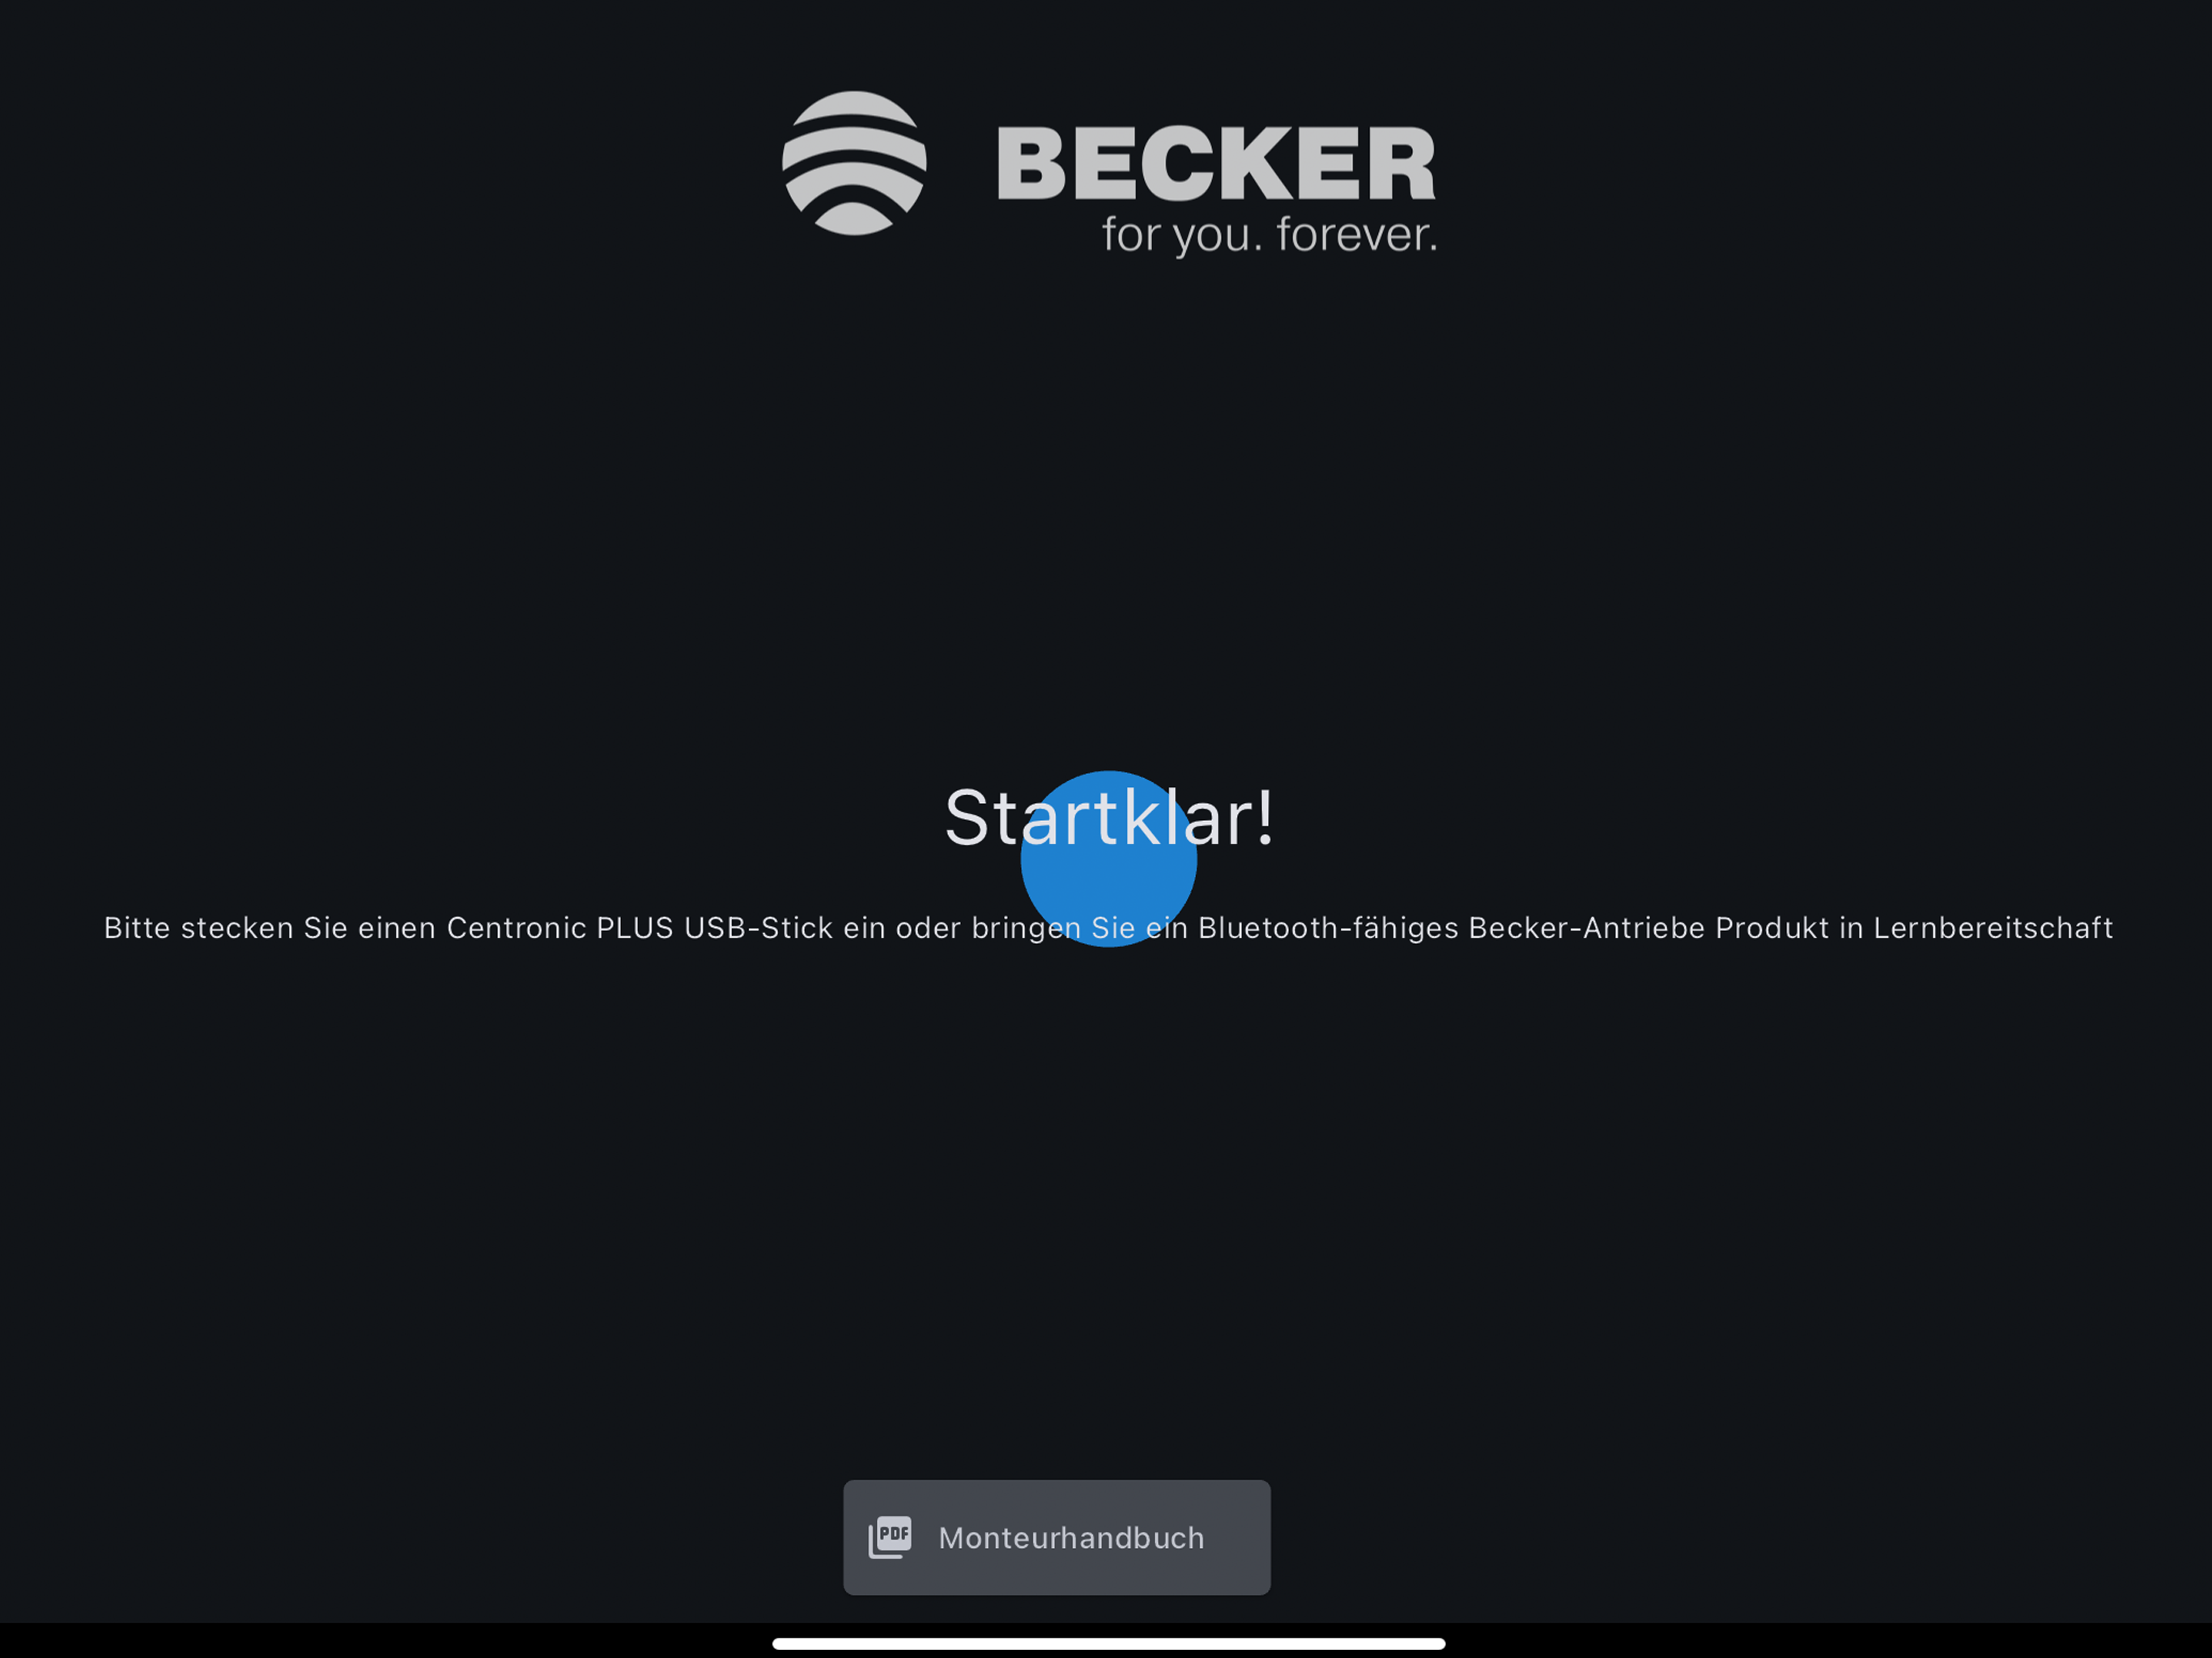 BECKER
for you. forever.
Startklar!
Bitte stecken Sie einen Centronic PLUS USB-Stick ein oder bringen Sie ein Bluetooth-fähiges Becker-Antriebe Produkt in Lernbereitschaft
PDF Monteurhandbuch